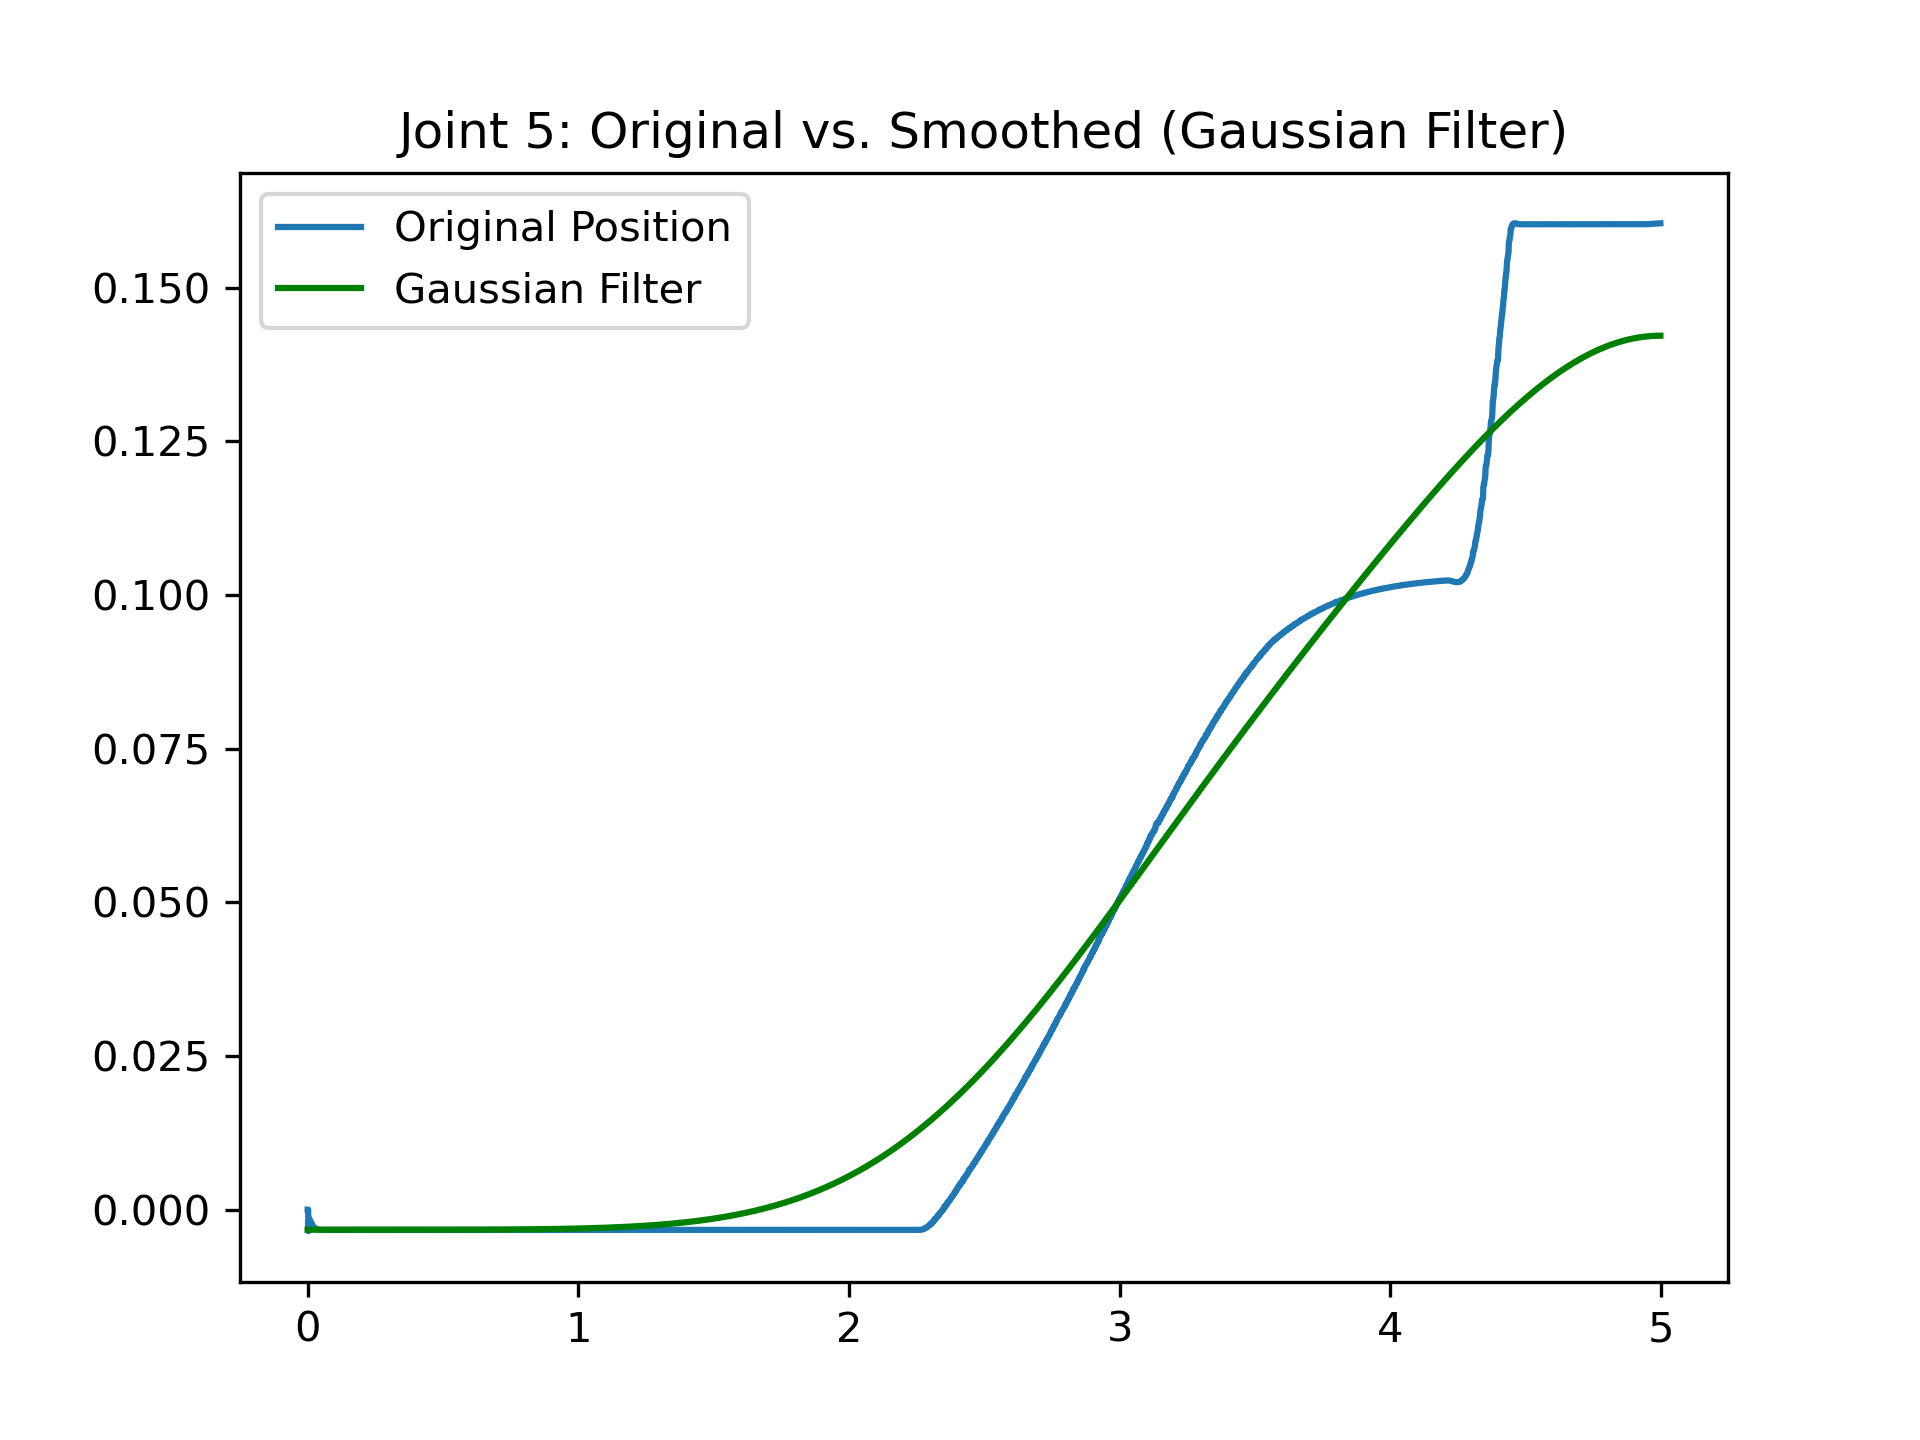 Joint 5: Original vs. Smoothed (Gaussian Filter)
Original Position
Gaussian Filter
0.150
0.125
0.100
0.075
0.050
0.025
0.000
0 1 2 3 4 5